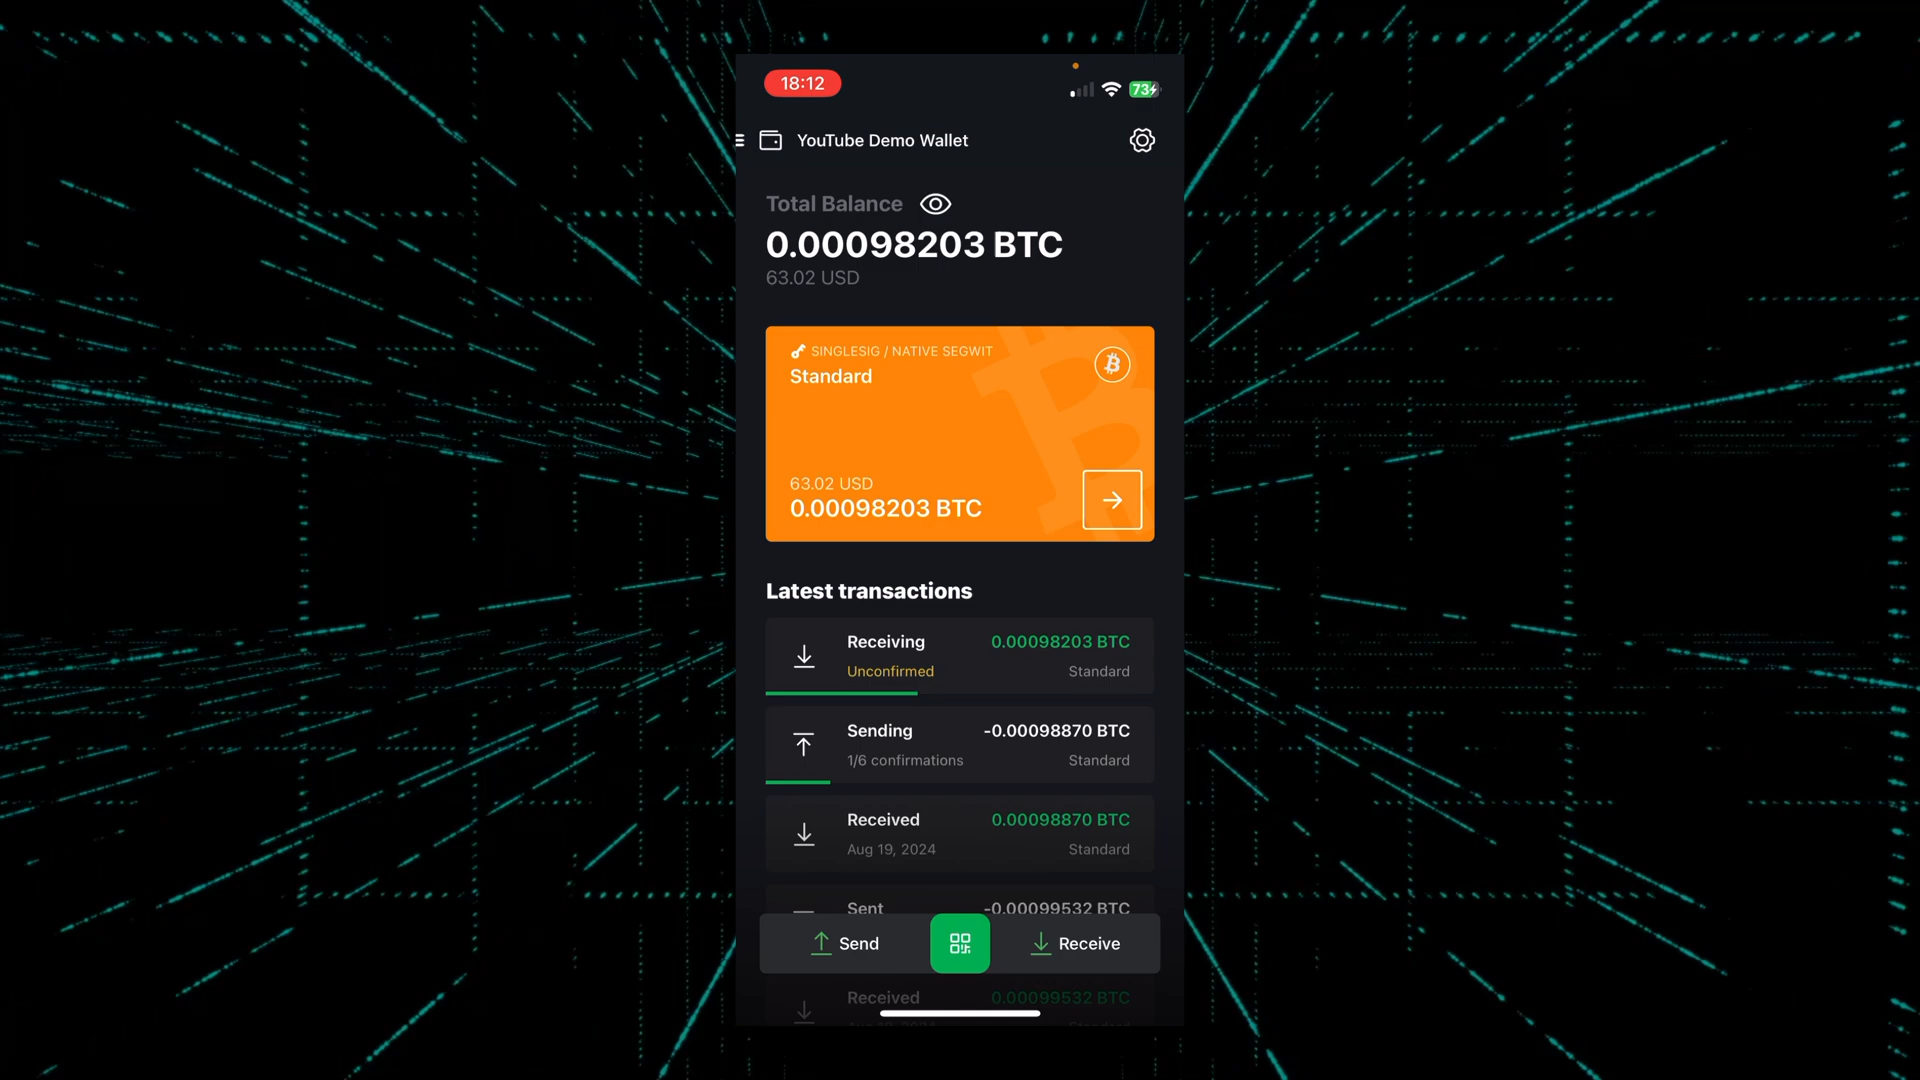 18:12
73
YouTube Demo Wallet
Total Balance
0.00098203 BTC
63.02 USD
SINGLESIG / NATIVE SEGWIT
Standard
63.02 USD
0.00098203 BTC
Latest transactions
Receiving 0.00098203 BTC
Unconfirmed Standard
Sending -0.00098870 BTC
1/6 confirmations Standard
Received 0.00098870 BTC
Aug 19, 2024 Standard
Sent -0.00099532 BTC
Send Receive
Received 0.00099532 BTC